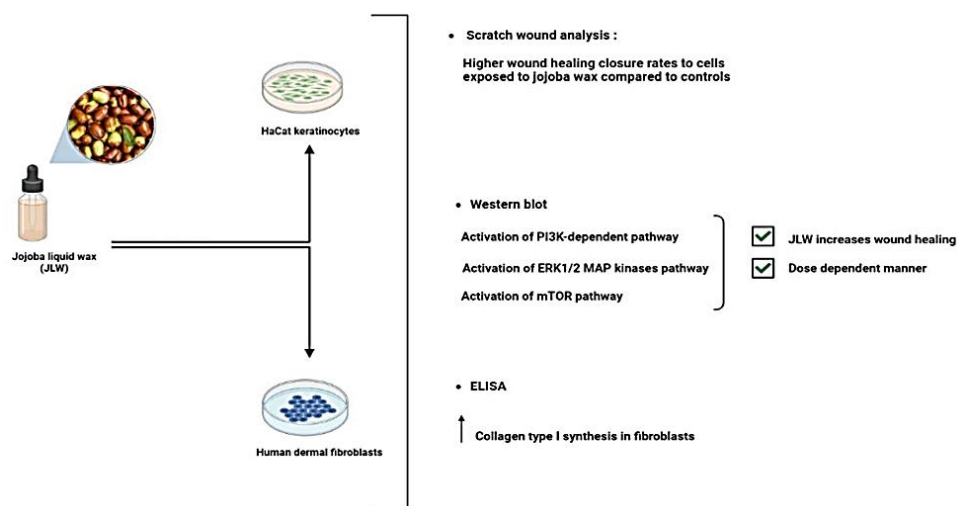 Scratch wound analysis :
Higher wound healing closure rates to cells
exposed to jojoba wax compared to controls
HaCat keratinocytes
Jojoba liquid wax
(JLW)
Human dermal fibroblasts
Western blot
Activation of PI3K-dependent pathway
Activation of ERK1/2 MAP kinases pathway
Activation of mTOR pathway
JLW increases wound healing
Dose dependent manner
ELISA
Collagen type I synthesis in fibroblasts